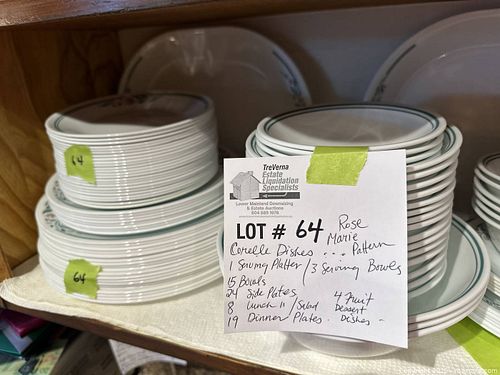 64
64
TreVerna
Estate
Liquidation
Specialists
Lower Mainland Downsizing
& Estate Auctions
LOT # 64 Rose
Marie
Corelle Dishes ... Pattern
1 Serving Platter / 3 Serving Bowls
15 Bowls
24 Side Plates
8 Lunch " / Salad
19 Dinner Plates.
4 Fruit
Dessert
Dishes -